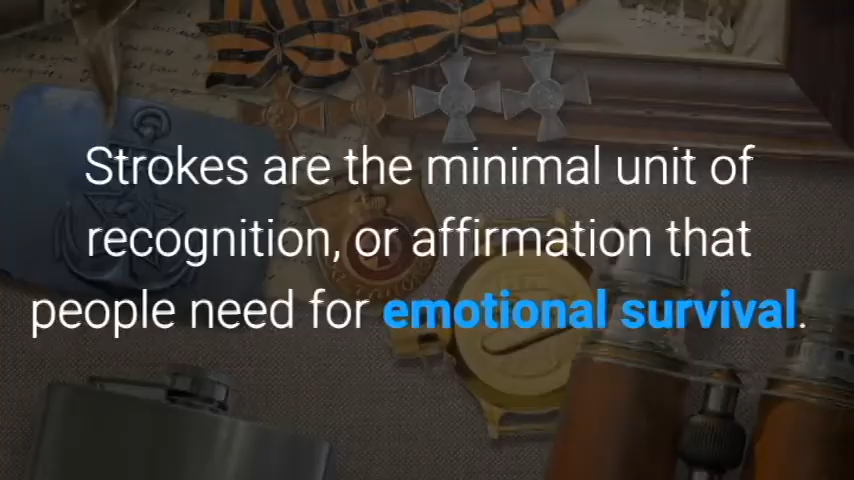 Strokes are the minimal unit of
recognition, or affirmation that
people need for emotional survival.